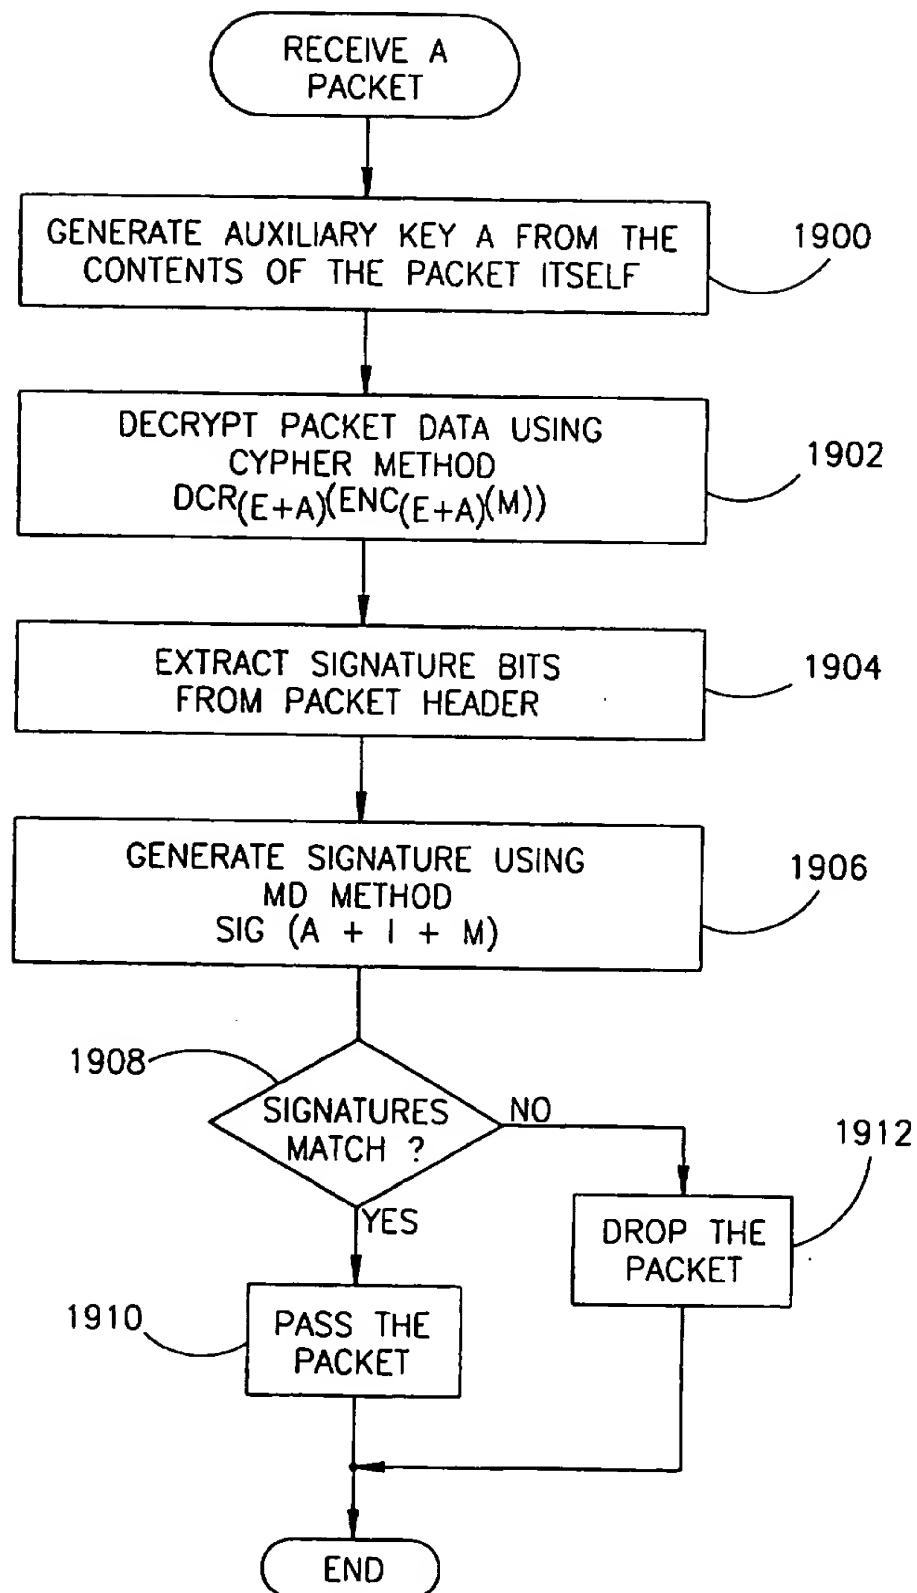 RECEIVE A
PACKET
GENERATE AUXILIARY KEY A FROM THE
CONTENTS OF THE PACKET ITSELF
1900
DECRYPT PACKET DATA USING
CYPHER METHOD
DCR(E+A)(ENC(E+A)(M))
1902
EXTRACT SIGNATURE BITS
FROM PACKET HEADER
1904
GENERATE SIGNATURE USING
MD METHOD
SIG (A + I + M)
1906
1908
SIGNATURES
MATCH ?
NO
YES
1912
DROP THE
PACKET
1910
PASS THE
PACKET
END